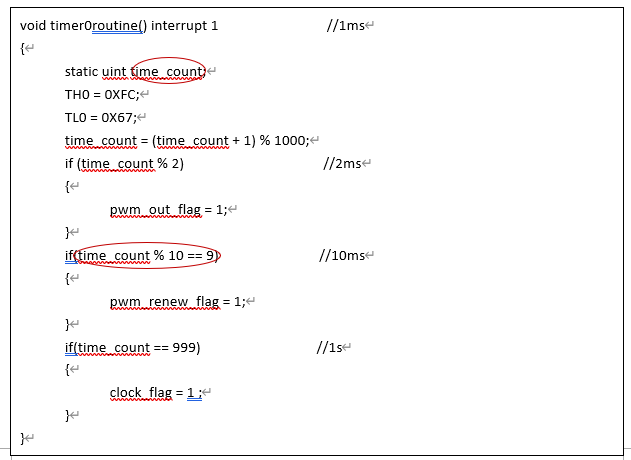 void timer0routine() interrupt 1 //1ms
{
static uint time_count;
TH0 = 0XFC;
TL0 = 0X67;
time_count = (time_count + 1) % 1000;
if (time_count % 2) //2ms
{
pwm_out_flag = 1;
}
if(time_count % 10 == 9) //10ms
{
pwm_renew_flag = 1;
}
if(time_count == 999) //1s
{
clock_flag = 1 ;
}
}